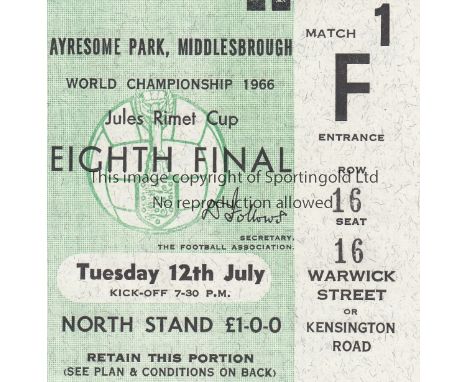 AYRESOME PARK, MIDDLESBROUGH
WORLD CHAMPIONSHIP 1966
Jules Rimet Cup
EIGHTH FINAL
This image copyright of Sportingold Ltd
No reproduction allowed
D Follows
SECRETARY,
THE FOOTBALL ASSOCIATION.
Tuesday 12th July
KICK-OFF 7-30 P.M.
NORTH STAND £1-0-0
RETAIN THIS PORTION
(SEE PLAN & CONDITIONS ON BACK)
MATCH 1
F
ENTRANCE
ROW
16
SEAT
16
WARWICK
STREET
OR
KENSINGTON
ROAD